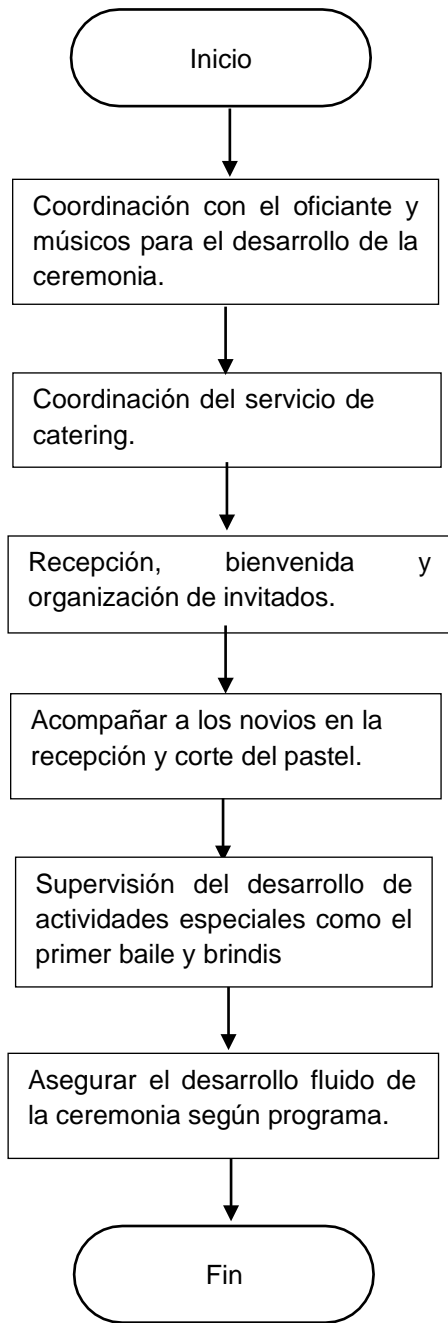 Inicio
Coordinación con el oficiante y
músicos para el desarrollo de la
ceremonia.
Coordinación del servicio de
catering.
Recepción, bienvenida y
organización de invitados.
Acompañar a los novios en la
recepción y corte del pastel.
Supervisión del desarrollo de
actividades especiales como el
primer baile y brindis
Asegurar el desarrollo fluido de
la ceremonia según programa.
Fin